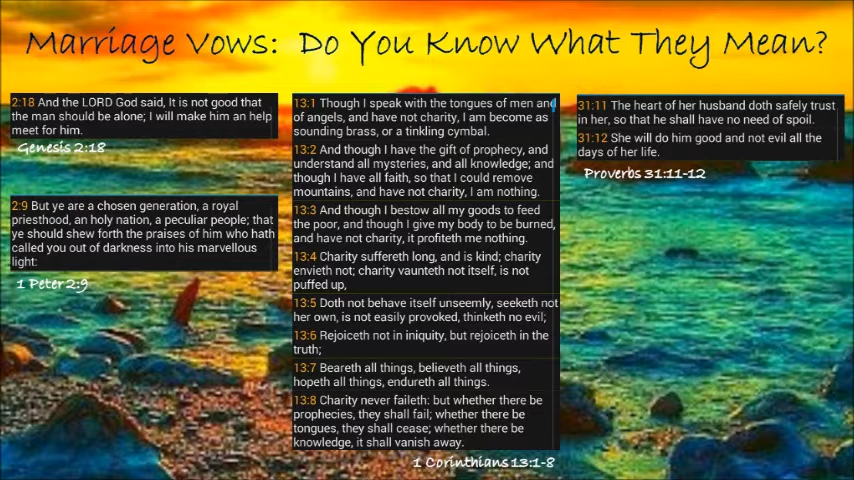 Marriage Vows: Do You Know What They Mean?
2:18 And the LORD God said, It is not good that
the man should be alone; I will make him an help
meet for him.
Genesis 2:18
2:9 But ye are a chosen generation, a royal
priesthood, an holy nation, a peculiar people; that
ye should shew forth the praises of him who hath
called you out of darkness into his marvellous
light:
1 Peter 2:9
13:1 Though I speak with the tongues of men and
of angels, and have not charity, I am become as
sounding brass, or a tinkling cymbal.
13:2 And though I have the gift of prophecy, and
understand all mysteries, and all knowledge; and
though I have all faith, so that I could remove
mountains, and have not charity, I am nothing.
13:3 And though I bestow all my goods to feed
the poor, and though I give my body to be burned,
and have not charity, it profiteth me nothing.
13:4 Charity suffereth long, and is kind; charity
envieth not; charity vaunteth not itself, is not
puffed up,
13:5 Doth not behave itself unseemly, seeketh not
her own, is not easily provoked, thinketh no evil;
13:6 Rejoiceth not in iniquity, but rejoiceth in the
truth;
13:7 Beareth all things, believeth all things,
hopeth all things, endureth all things.
13:8 Charity never faileth: but whether there be
prophecies, they shall fail; whether there be
tongues, they shall cease; whether there be
knowledge, it shall vanish away.
1 Corinthians 13:1-8
31:11 The heart of her husband doth safely trust
in her, so that he shall have no need of spoil.
31:12 She will do him good and not evil all the
days of her life.
Proverbs 31:11-12